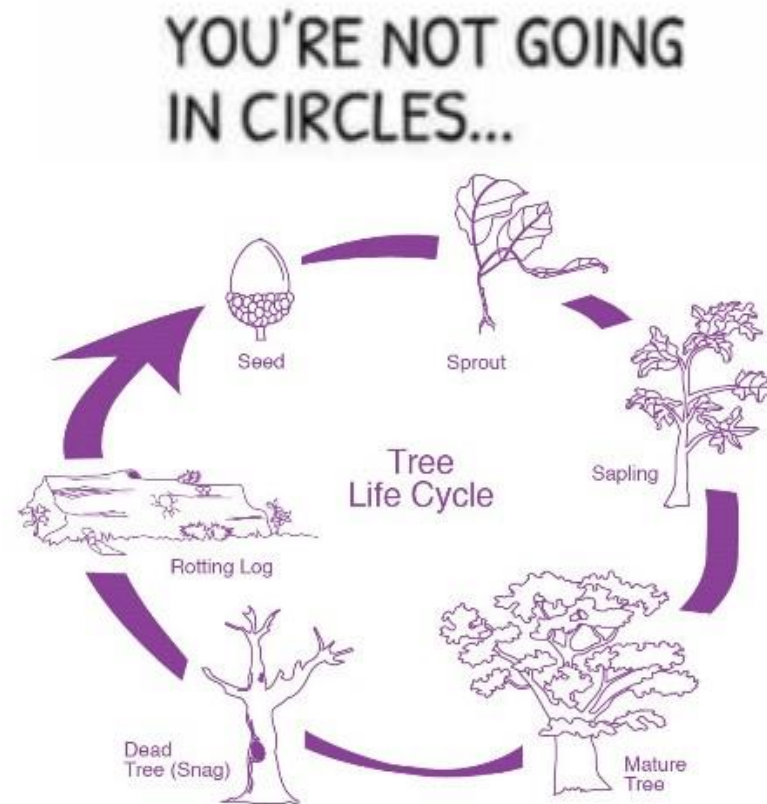 YOU'RE NOT GOING
IN CIRCLES...
Seed
Sprout
Sapling
Tree
Life Cycle
Rotting Log
Dead
Tree (Snag)
Mature
Tree